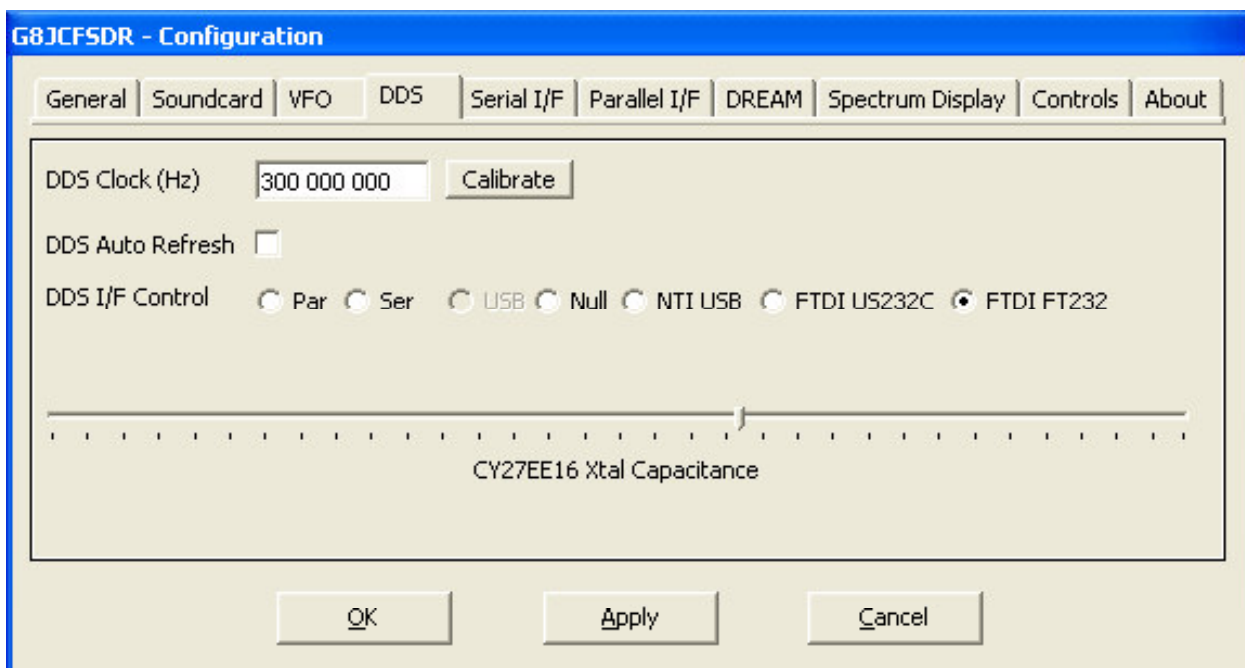 G8JCFSDR - Configuration
General Soundcard VFO DDS Serial I/F Parallel I/F DREAM Spectrum Display Controls About
DDS Clock (Hz) 300 000 000 Calibrate
DDS Auto Refresh
DDS I/F Control Par Ser USB Null NTI USB FTDI US232C FTDI FT232
CY27EE16 Xtal Capacitance
OK Apply Cancel